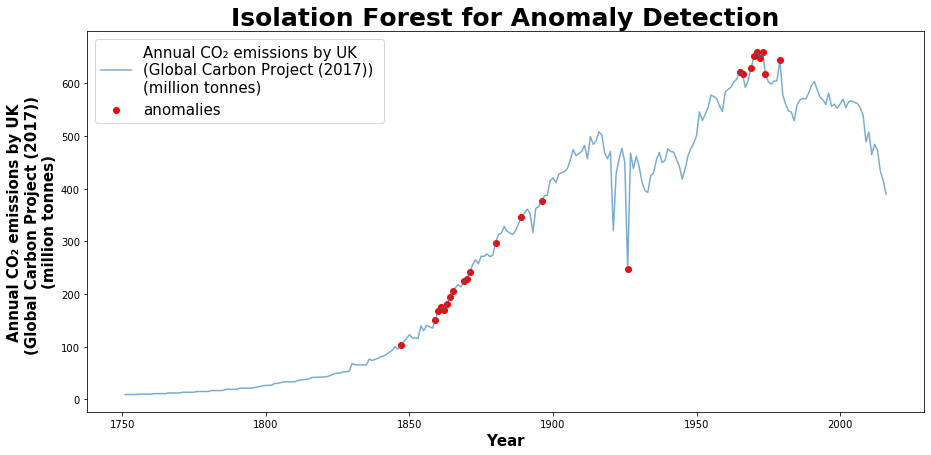 Isolation Forest for Anomaly Detection
Annual CO₂ emissions by UK
(Global Carbon Project (2017))
(million tonnes)
anomalies
Annual CO₂ emissions by UK
(Global Carbon Project (2017))
(million tonnes)
600
500
400
300
200
100
0
1750
1800
1850
1900
1950
2000
Year